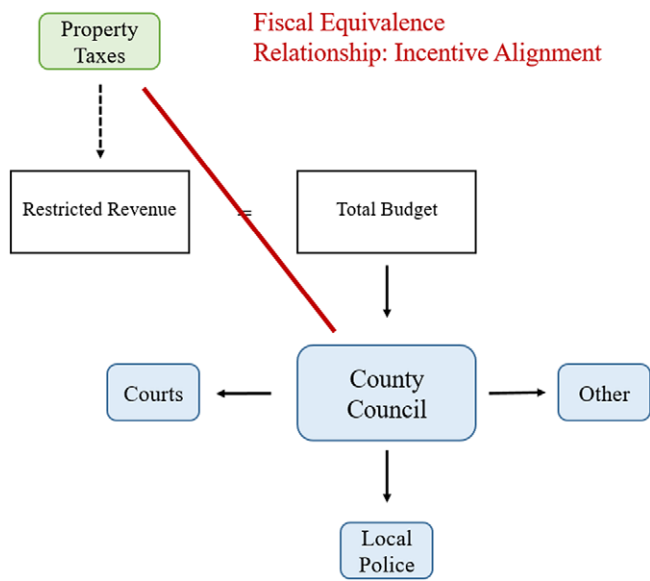 Property
Taxes
Fiscal Equivalence
Relationship: Incentive Alignment
Restricted Revenue
=
Total Budget
Courts
County
Council
Other
Local
Police